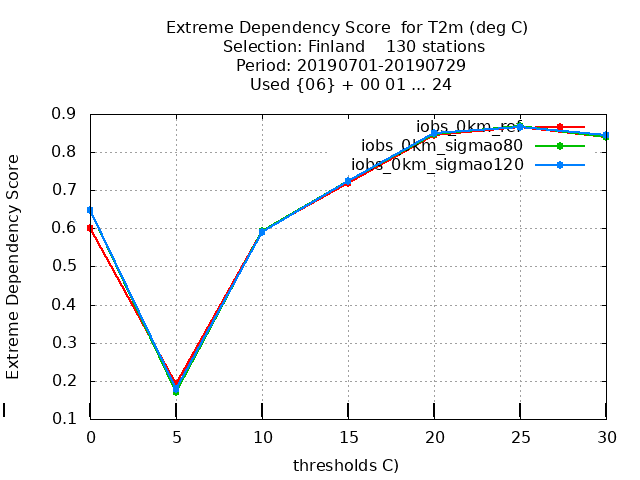 Extreme Dependency Score  for T2m (deg C)
Selection: Finland    130 stations
Period: 20190701-20190729
Used {06} + 00 01 ... 24
Extreme Dependency Score
0.9
0.8
0.7
0.6
0.5
0.4
0.3
0.2
0.1
iobs_0km_ref
iobs_0km_sigmao80
iobs_0km_sigmao120
0 5 10 15 20 25 30
thresholds C)